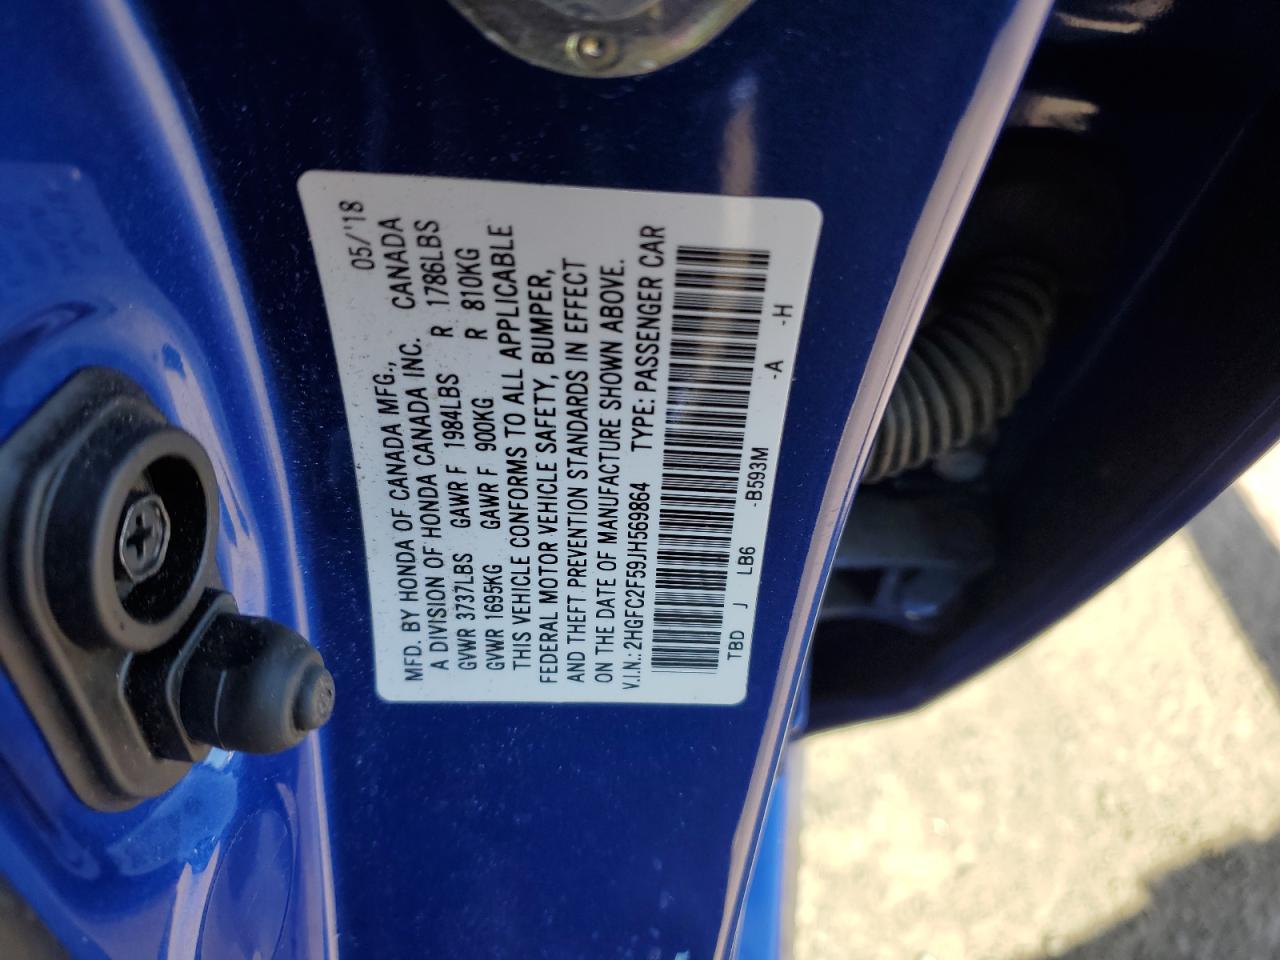 05/'18
MFD. BY HONDA OF CANADA MFG.,
A DIVISION OF HONDA CANADA INC. CANADA
GVWR 3737LBS GAWR F 1984LBS R 1786LBS
GVWR 1695KG GAWR F 900KG R 810KG
THIS VEHICLE CONFORMS TO ALL APPLICABLE
FEDERAL MOTOR VEHICLE SAFETY, BUMPER,
AND THEFT PREVENTION STANDARDS IN EFFECT
ON THE DATE OF MANUFACTURE SHOWN ABOVE.
V.I.N.: 2HGFC2F59JH569864 TYPE: PASSENGER CAR
TBD J LB6 -B593M -A -H